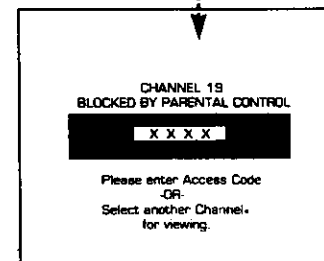 CHANNEL 19
BLOCKED BY PARENTAL CONTROL
X X X X
Please enter Access Code
-OR-
Select another Channel.
for viewing.